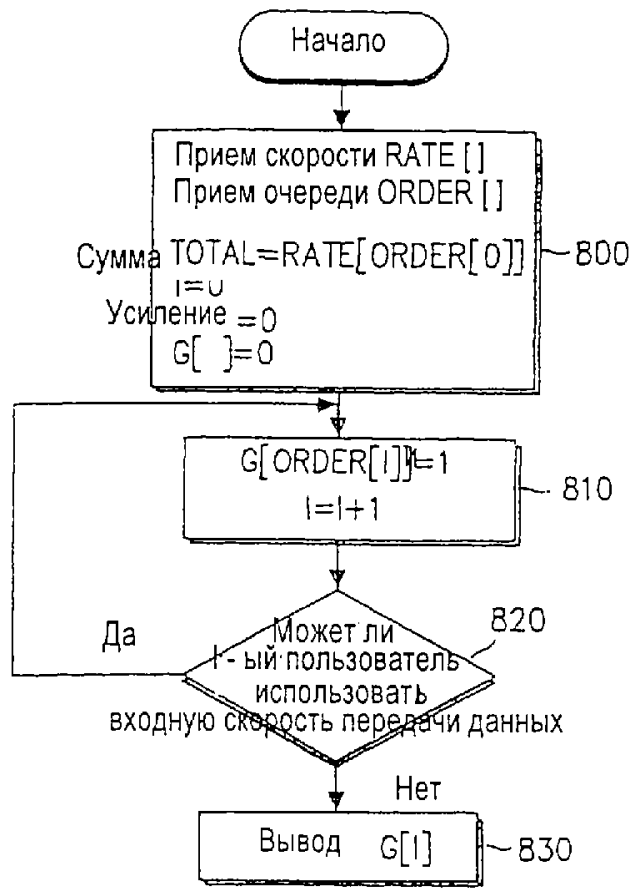 Начало
Прием скорости RATE [ ]
Прием очереди ORDER [ ]
Сумма TOTAL=RATE[ORDER[0]]
I=0
Усиление =0
G[ ]=0
800
G[ORDER[I]]=1
I=I+1
810
Да
820
Может ли
I - ый пользователь
использовать
входную скорость передачи данных
Нет
Вывод G[I]
830